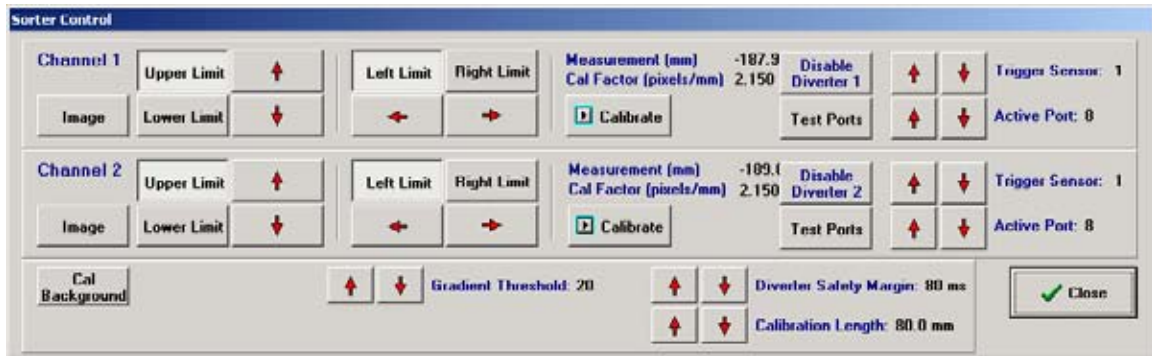 Sorter Control
Channel 1 Upper Limit Left Limit Right Limit Measurement (mm) -187.9 Disable Diverter 1 Trigger Sensor: 1
Cal Factor (pixels/mm) 2.150
Image Lower Limit Calibrate Test Ports Active Port: 8
Channel 2 Upper Limit Left Limit Right Limit Measurement (mm) Disable Diverter 2 Trigger Sensor: 1
Cal Factor (pixels/mm) 2.150
Image Lower Limit Calibrate Test Ports Active Port: 8
Cal Background Gradient Threshold: 20 Diverter Safety Margin: 80 ms Close
Calibration Length: 80.0 mm